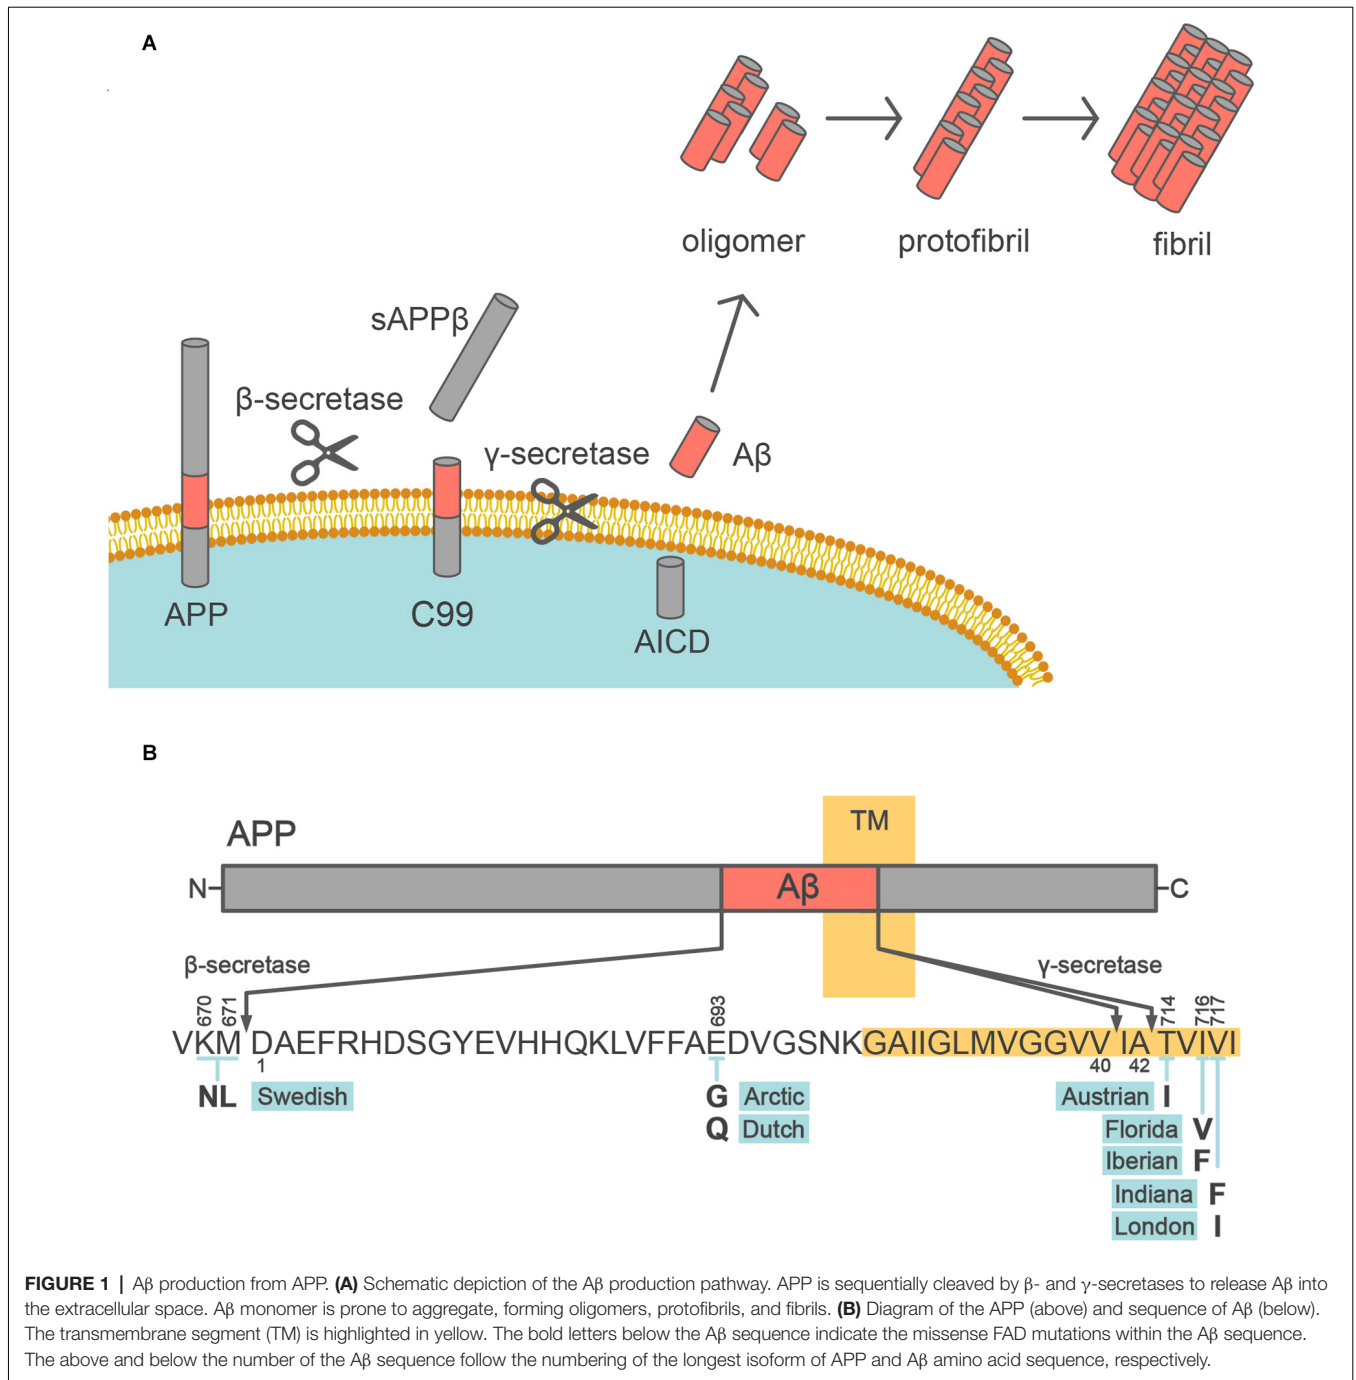 A
oligomer
protofibril
fibril
sAPPβ
β-secretase
γ-secretase
Aβ
APP
C99
AICD
B
TM
APP
N
Aβ
C
β-secretase
γ-secretase
670
671
693
714
716
717
VKMDAEFRHDSGYEVHHQKLVFFAEDVGSNKGAIIGLMVGGVVIATVIVI
1
40
42
NL Swedish
G Arctic
Q Dutch
Austrian I
Florida V
Iberian F
Indiana F
London I
FIGURE 1 | Aβ production from APP. (A) Schematic depiction of the Aβ production pathway. APP is sequentially cleaved by β- and γ-secretases to release Aβ into
the extracellular space. Aβ monomer is prone to aggregate, forming oligomers, protofibrils, and fibrils. (B) Diagram of the APP (above) and sequence of Aβ (below).
The transmembrane segment (TM) is highlighted in yellow. The bold letters below the Aβ sequence indicate the missense FAD mutations within the Aβ sequence.
The above and below the number of the Aβ sequence follow the numbering of the longest isoform of APP and Aβ amino acid sequence, respectively.